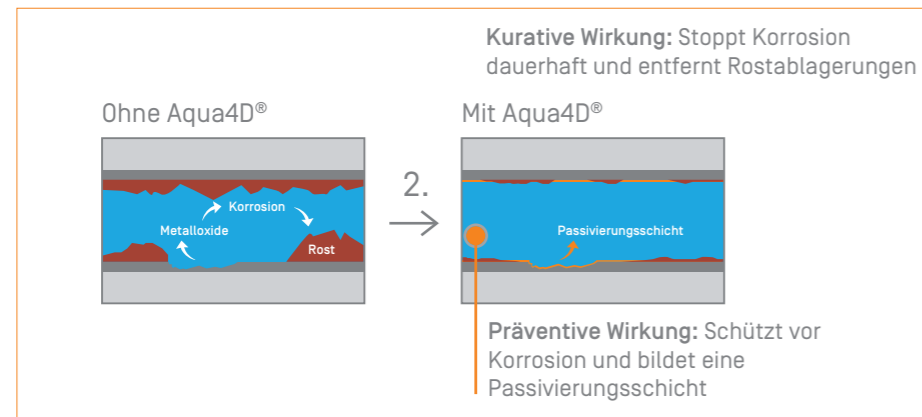 Kurative Wirkung: Stoppt Korrosion
dauerhaft und entfernt Rostablagerungen
Ohne Aqua4D®
Mit Aqua4D®
2.
Korrosion
Metalloxide
Rost
Passivierungsschicht
Präventive Wirkung: Schützt vor
Korrosion und bildet eine
Passivierungsschicht